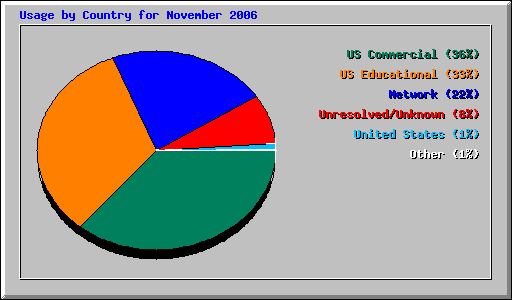 Usage by Country for November 2006
US Commercial (36%)
US Educational (33%)
Network (22%)
Unresolved/Unknown (8%)
United States (1%)
Other (1%)